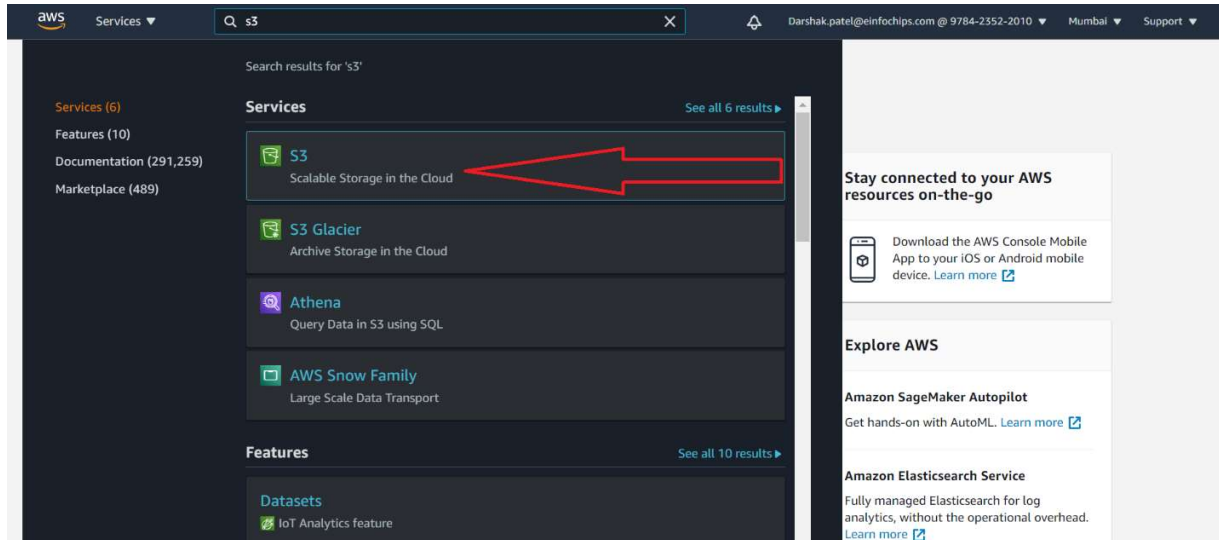 aws Services ▼ s3 Darshak.patel@einfochips.com @ 9784-2352-2010 ▼ Mumbai ▼ Support ▼
Search results for 's3'
Services (6)
Features (10)
Documentation (291,259)
Marketplace (489)
Services See all 6 results ▶
S3
Scalable Storage in the Cloud
S3 Glacier
Archive Storage in the Cloud
Athena
Query Data in S3 using SQL
AWS Snow Family
Large Scale Data Transport
Features See all 10 results ▶
Datasets
IoT Analytics feature
Stay connected to your AWS
resources on-the-go
Download the AWS Console Mobile
App to your iOS or Android mobile
device. Learn more
Explore AWS
Amazon SageMaker Autopilot
Get hands-on with AutoML. Learn more
Amazon Elasticsearch Service
Fully managed Elasticsearch for log
analytics, without the operational overhead.
Learn more